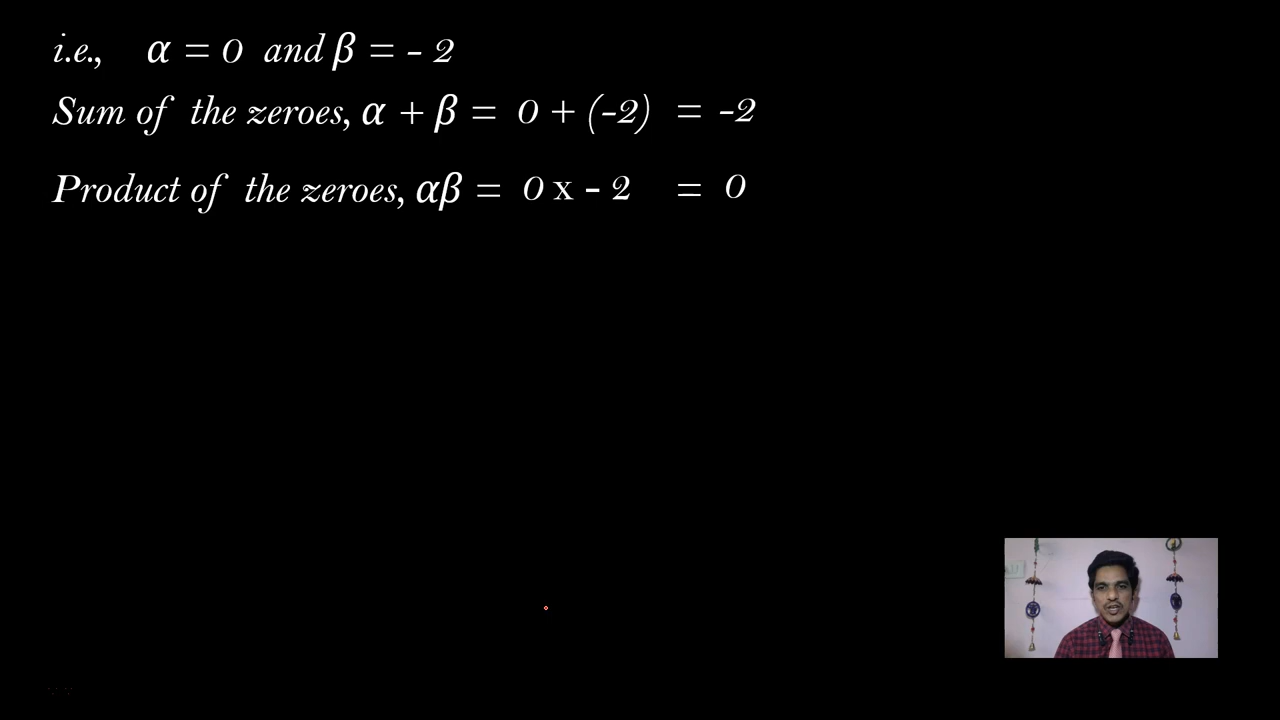 i.e., α = 0 and β = - 2
Sum of the zeroes, α + β = 0 + (-2) = -2
Product of the zeroes, αβ = 0 x - 2 = 0